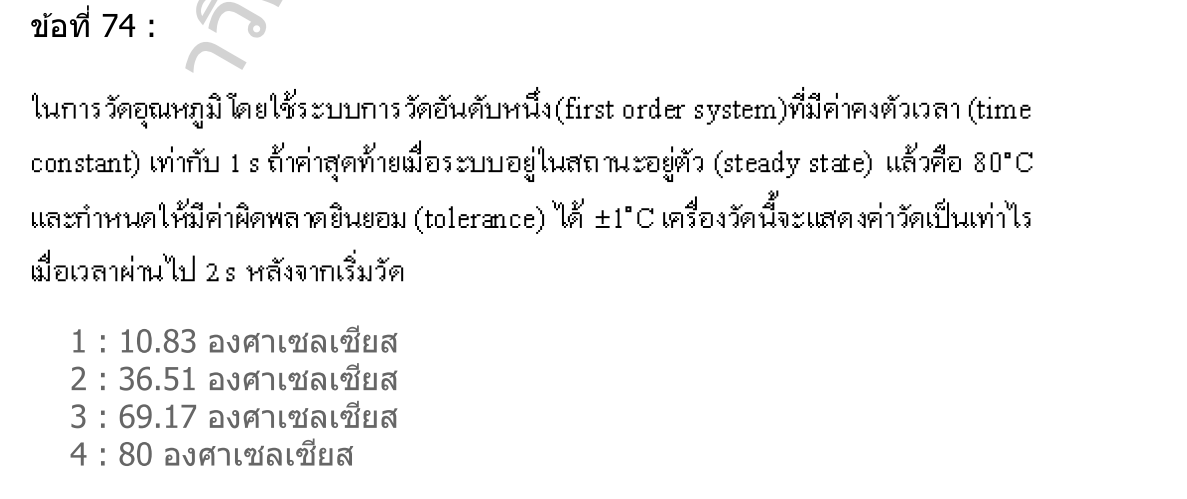 ข้อที่ 74 :
ในการวัดอุณหภูมิโดยใช้ระบบการวัดอันดับหนึ่ง(first order system)ที่มีค่าคงตัวเวลา (time
constant) เท่ากับ 1 s ถ้าค่าสุดท้ายเมื่อระบบอยู่ในสถานะอยู่ตัว (steady state) แล้วคือ 80°C
และกำหนดให้มีค่าผิดพลาดยินยอม (tolerance) ได้ ±1°C เครื่องวัดนี้จะแสดงค่าวัดเป็นเท่าไร
เมื่อเวลาผ่านไป 2 s หลังจากเริ่มวัด
1 : 10.83 องศาเซลเซียส
2 : 36.51 องศาเซลเซียส
3 : 69.17 องศาเซลเซียส
4 : 80 องศาเซลเซียส